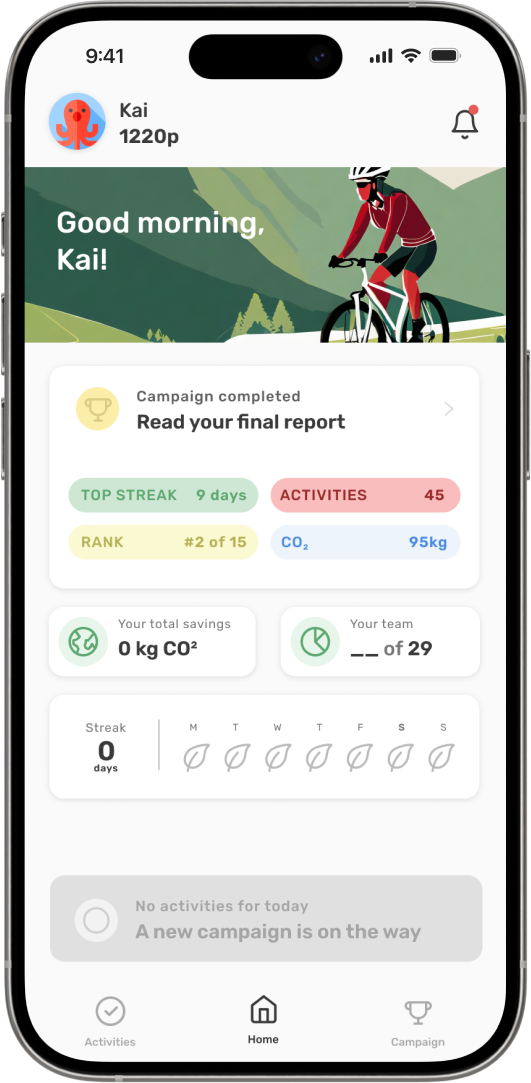 9:41
Kai
1220p
Good morning,
Kai!
Campaign completed
Read your final report
TOP STREAK 9 days
ACTIVITIES 45
RANK #2 of 15
CO₂ 95kg
Your total savings
0 kg CO²
Your team
__ of 29
Streak
0
days
M T W T F S S
No activities for today
A new campaign is on the way
Activities
Home
Campaign